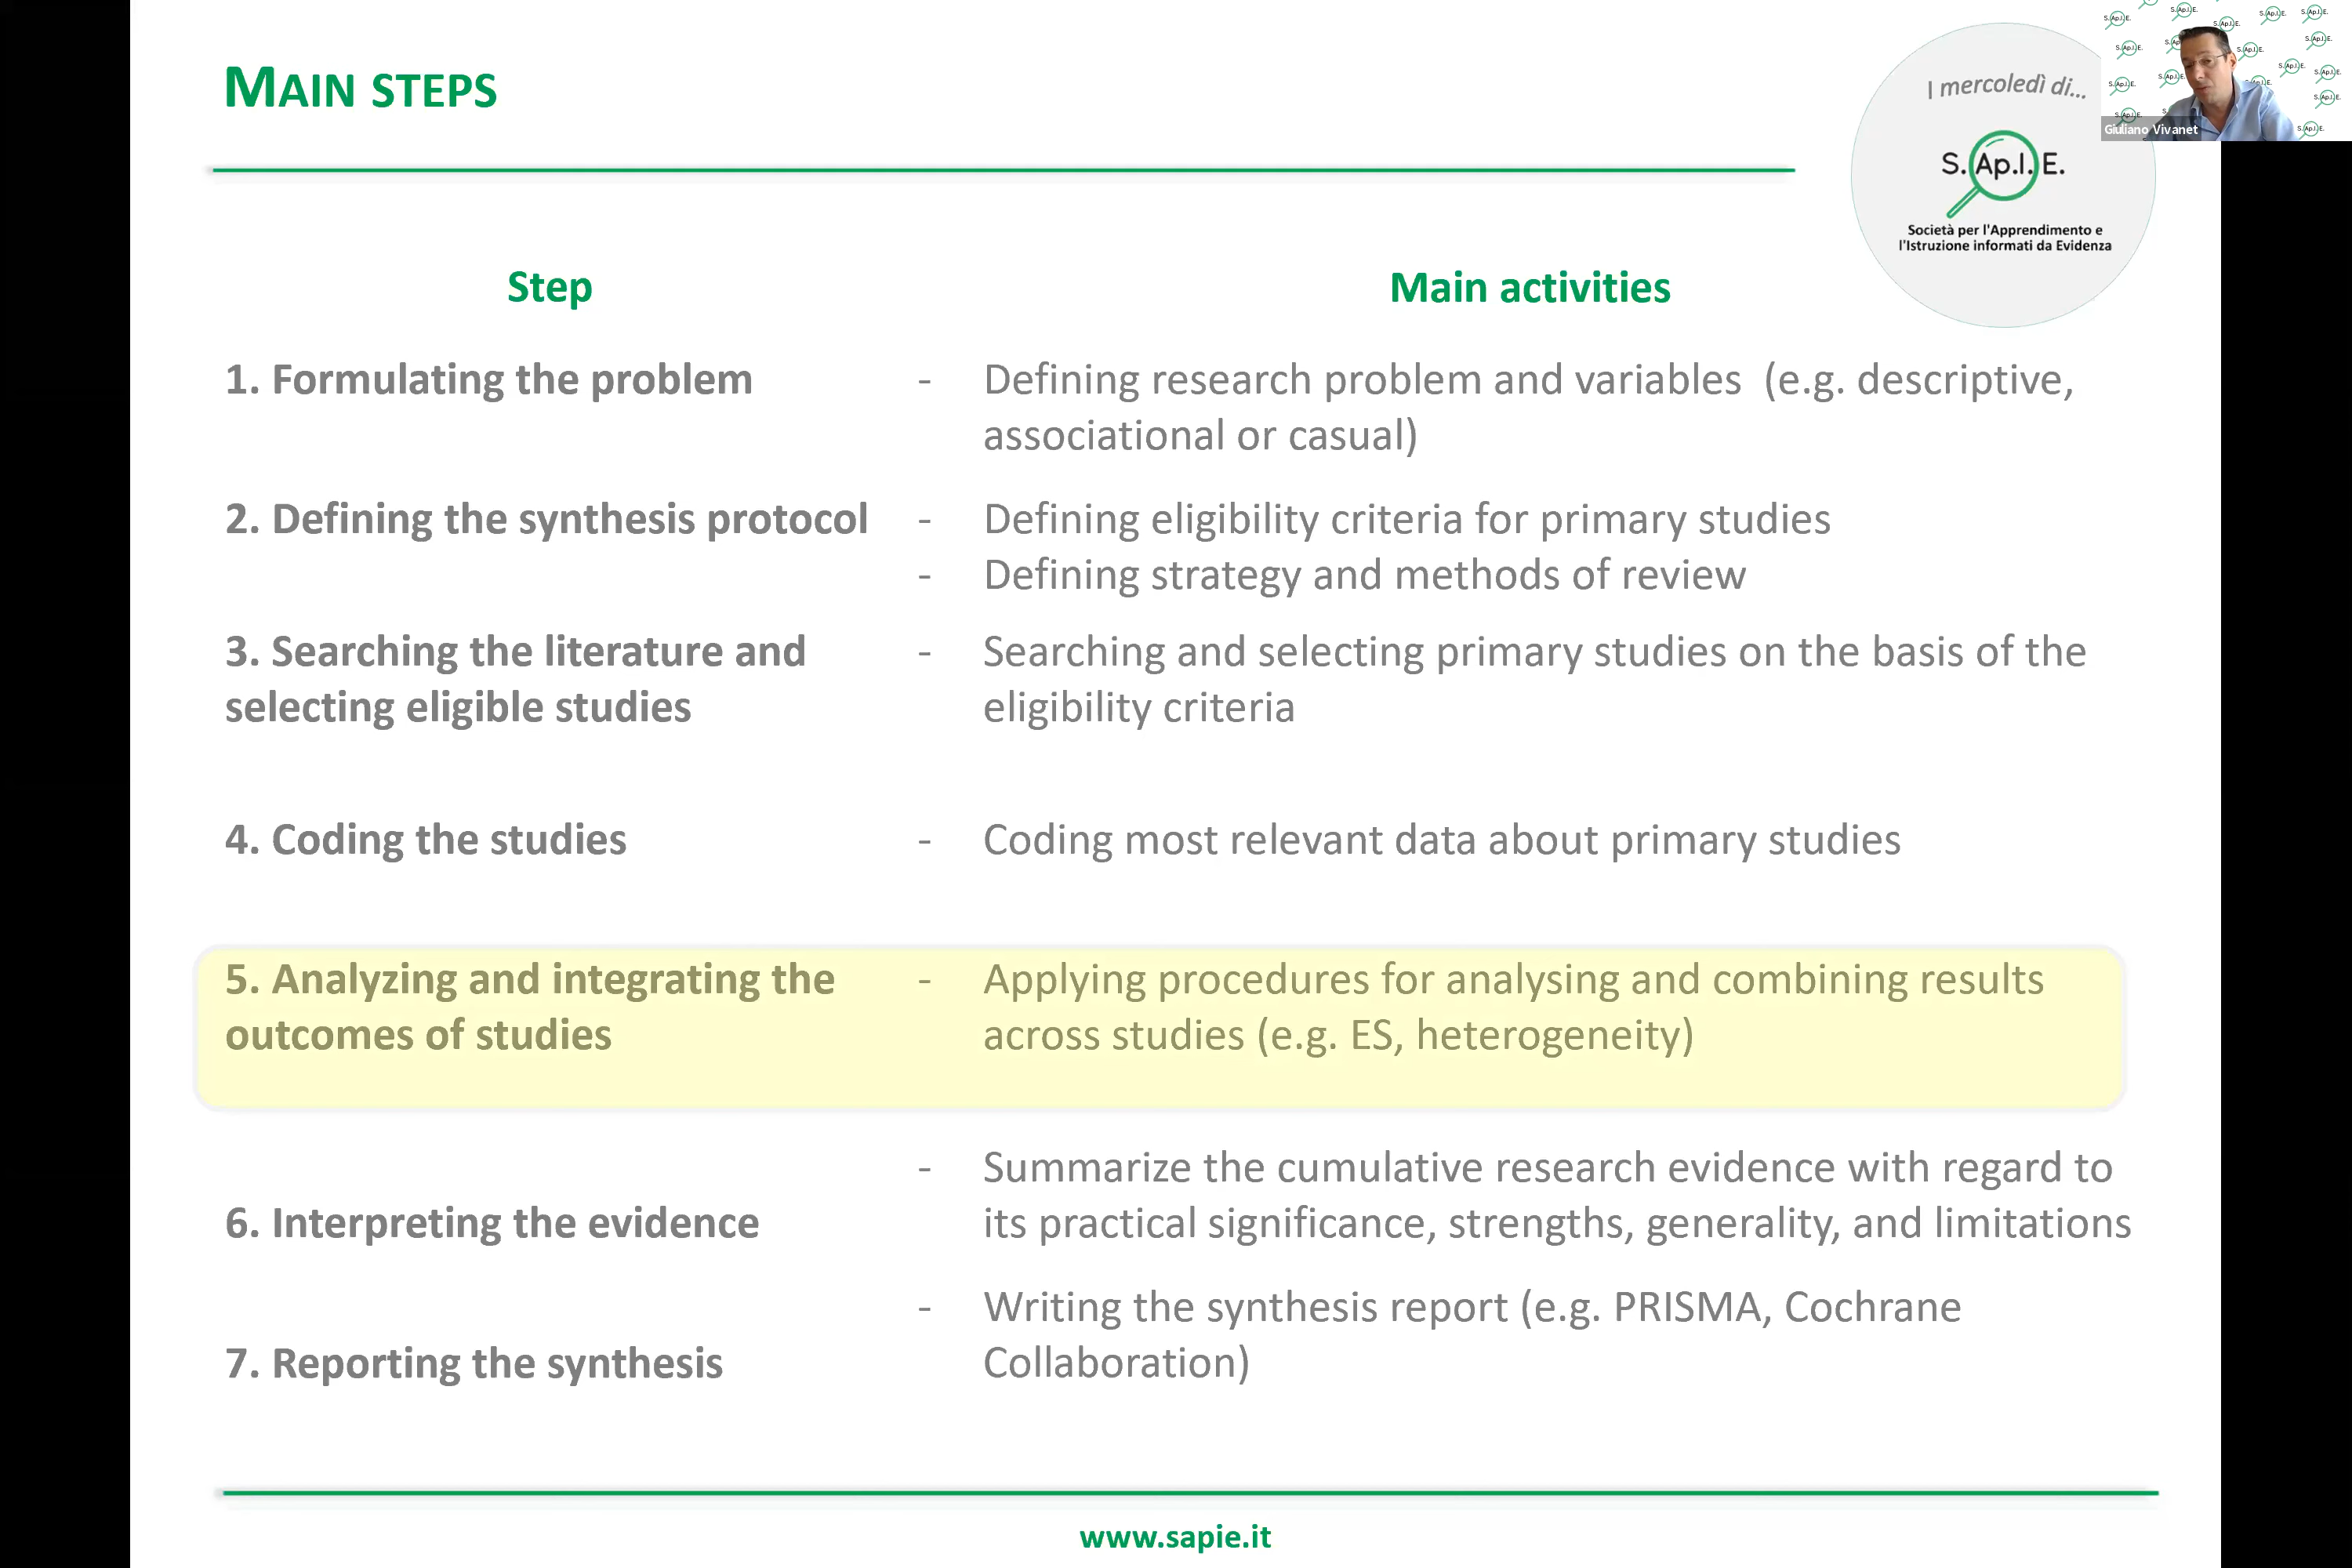 MAIN STEPS
I mercoledì di...
S.Ap.I.E.
Società per l'Apprendimento e
l'Istruzione informati da Evidenza
Giuliano Vivanet
Step
Main activities
1. Formulating the problem
- Defining research problem and variables (e.g. descriptive,
associational or casual)
2. Defining the synthesis protocol
- Defining eligibility criteria for primary studies
- Defining strategy and methods of review
3. Searching the literature and
selecting eligible studies
- Searching and selecting primary studies on the basis of the
eligibility criteria
4. Coding the studies
- Coding most relevant data about primary studies
5. Analyzing and integrating the
outcomes of studies
- Applying procedures for analysing and combining results
across studies (e.g. ES, heterogeneity)
6. Interpreting the evidence
- Summarize the cumulative research evidence with regard to
its practical significance, strengths, generality, and limitations
7. Reporting the synthesis
- Writing the synthesis report (e.g. PRISMA, Cochrane
Collaboration)
www.sapie.it